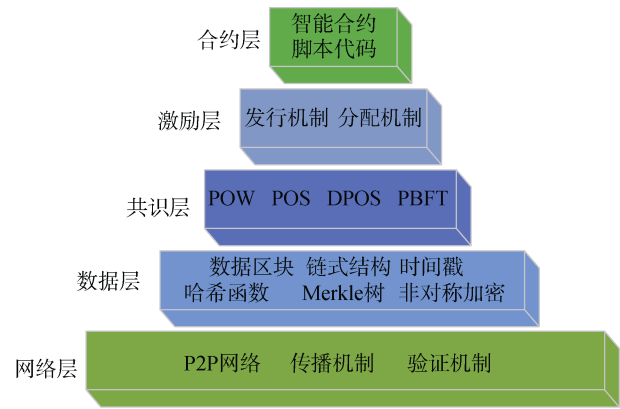 合约层
智能合约
脚本代码
激励层
发行机制 分配机制
共识层
POW POS DPOS PBFT
数据层
数据区块 链式结构 时间戳
哈希函数 Merkle树 非对称加密
网络层
P2P网络 传播机制 验证机制